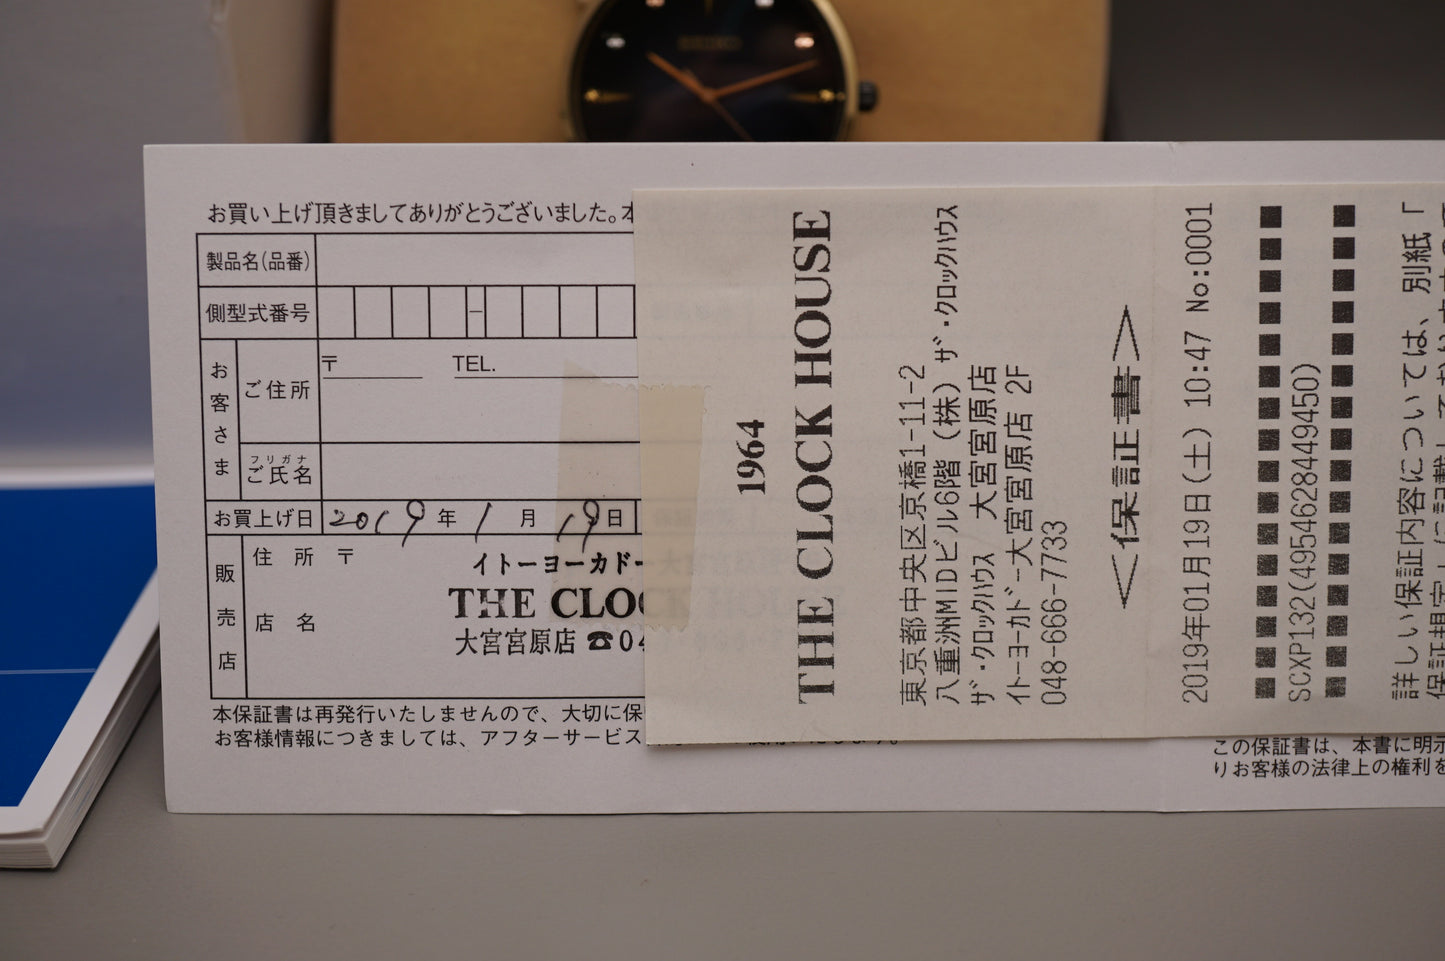 SEIKO
お買い上げ頂きましてありがとうございました。
製品名(品番)
側型式番号 －
お客さま
ご住所 〒 TEL.
フリガナ
ご氏名
お買上げ日 2019年 1月 19日
販売店
住所 〒
店名
イトーヨーカドー大
THE CLOCK
大宮宮原店 ☎04
本保証書は再発行いたしませんので、大切に保
お客様情報につきましては、アフターサービス
1964
THE CLOCK HOUSE
東京都中央区京橋1-11-2
八重洲MIDビル6階 (株) ｻﾞ･ｸﾛｯｸﾊｳｽ
ｻﾞ･ｸﾛｯｸﾊｳｽ 大宮宮原店
ｲﾄｰﾖｰｶﾄﾞｰ大宮宮原店 2F
048-666-7733
<保証書>
2019年01月19日(土) 10:47 No:0001
■■■■■■■■■■■■■■■■
SCXP132(4954628449450)
■■■■■■■■■■■■■■■■
詳しい保証内容については、別紙「
この保証書は、本書に明示
りお客様の法律上の権利を